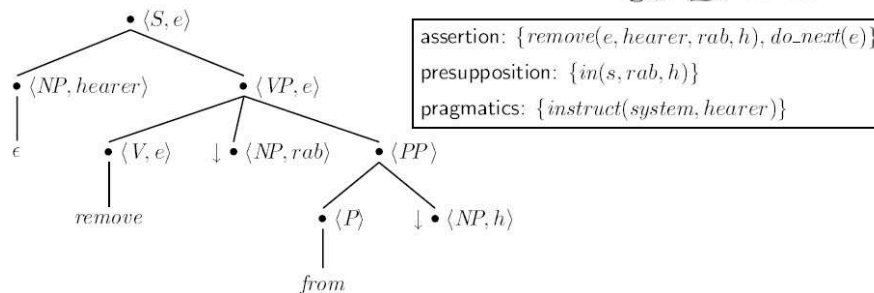 ⟨S, e⟩
assertion: {remove(e, hearer, rab, h), do_next(e)}
presupposition: {in(s, rab, h)}
pragmatics: {instruct(system, hearer)}
⟨NP, hearer⟩ ⟨VP, e⟩
ϵ ⟨V, e⟩ ↓ ⟨NP, rab⟩ ⟨PP⟩
remove ⟨P⟩ ↓ ⟨NP, h⟩
from